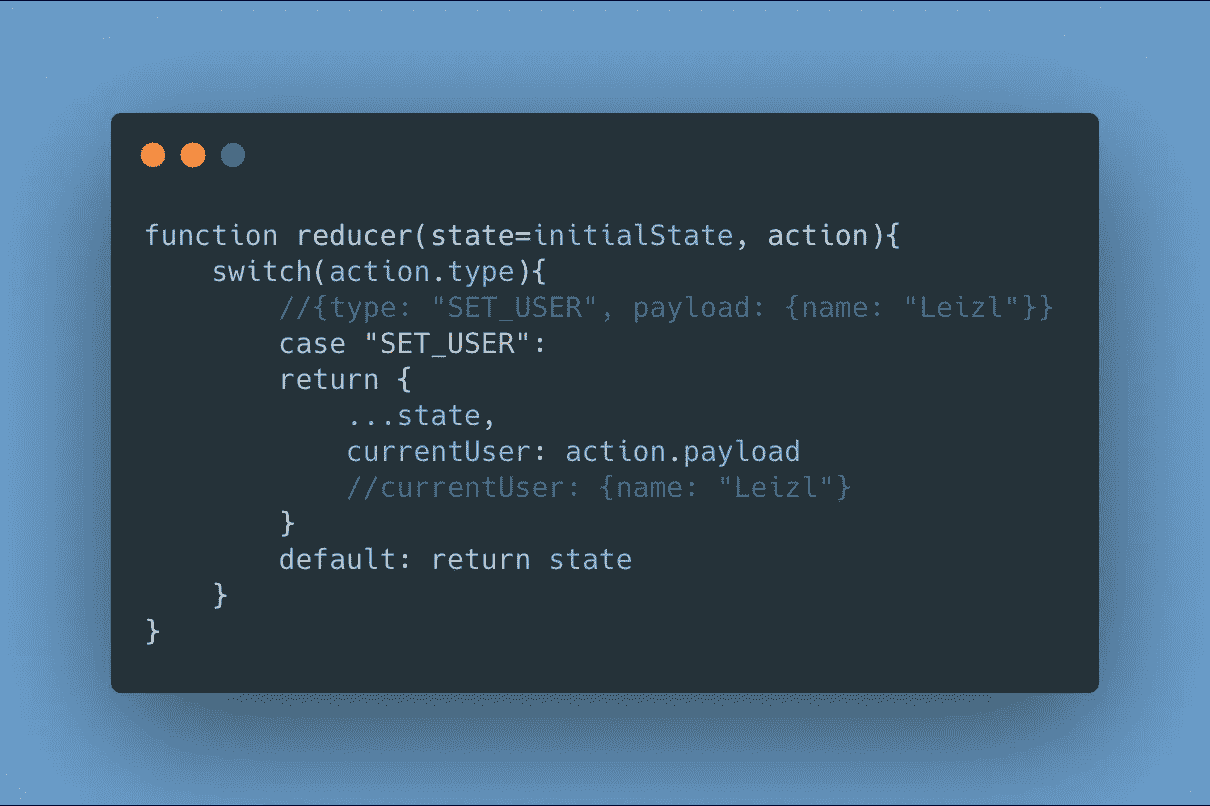 function reducer(state=initialState, action){
    switch(action.type){
        //{type: "SET_USER", payload: {name: "Leizl"}}
        case "SET_USER":
        return {
            ...state,
            currentUser: action.payload
            //currentUser: {name: "Leizl"}
        }
        default: return state
    }
}